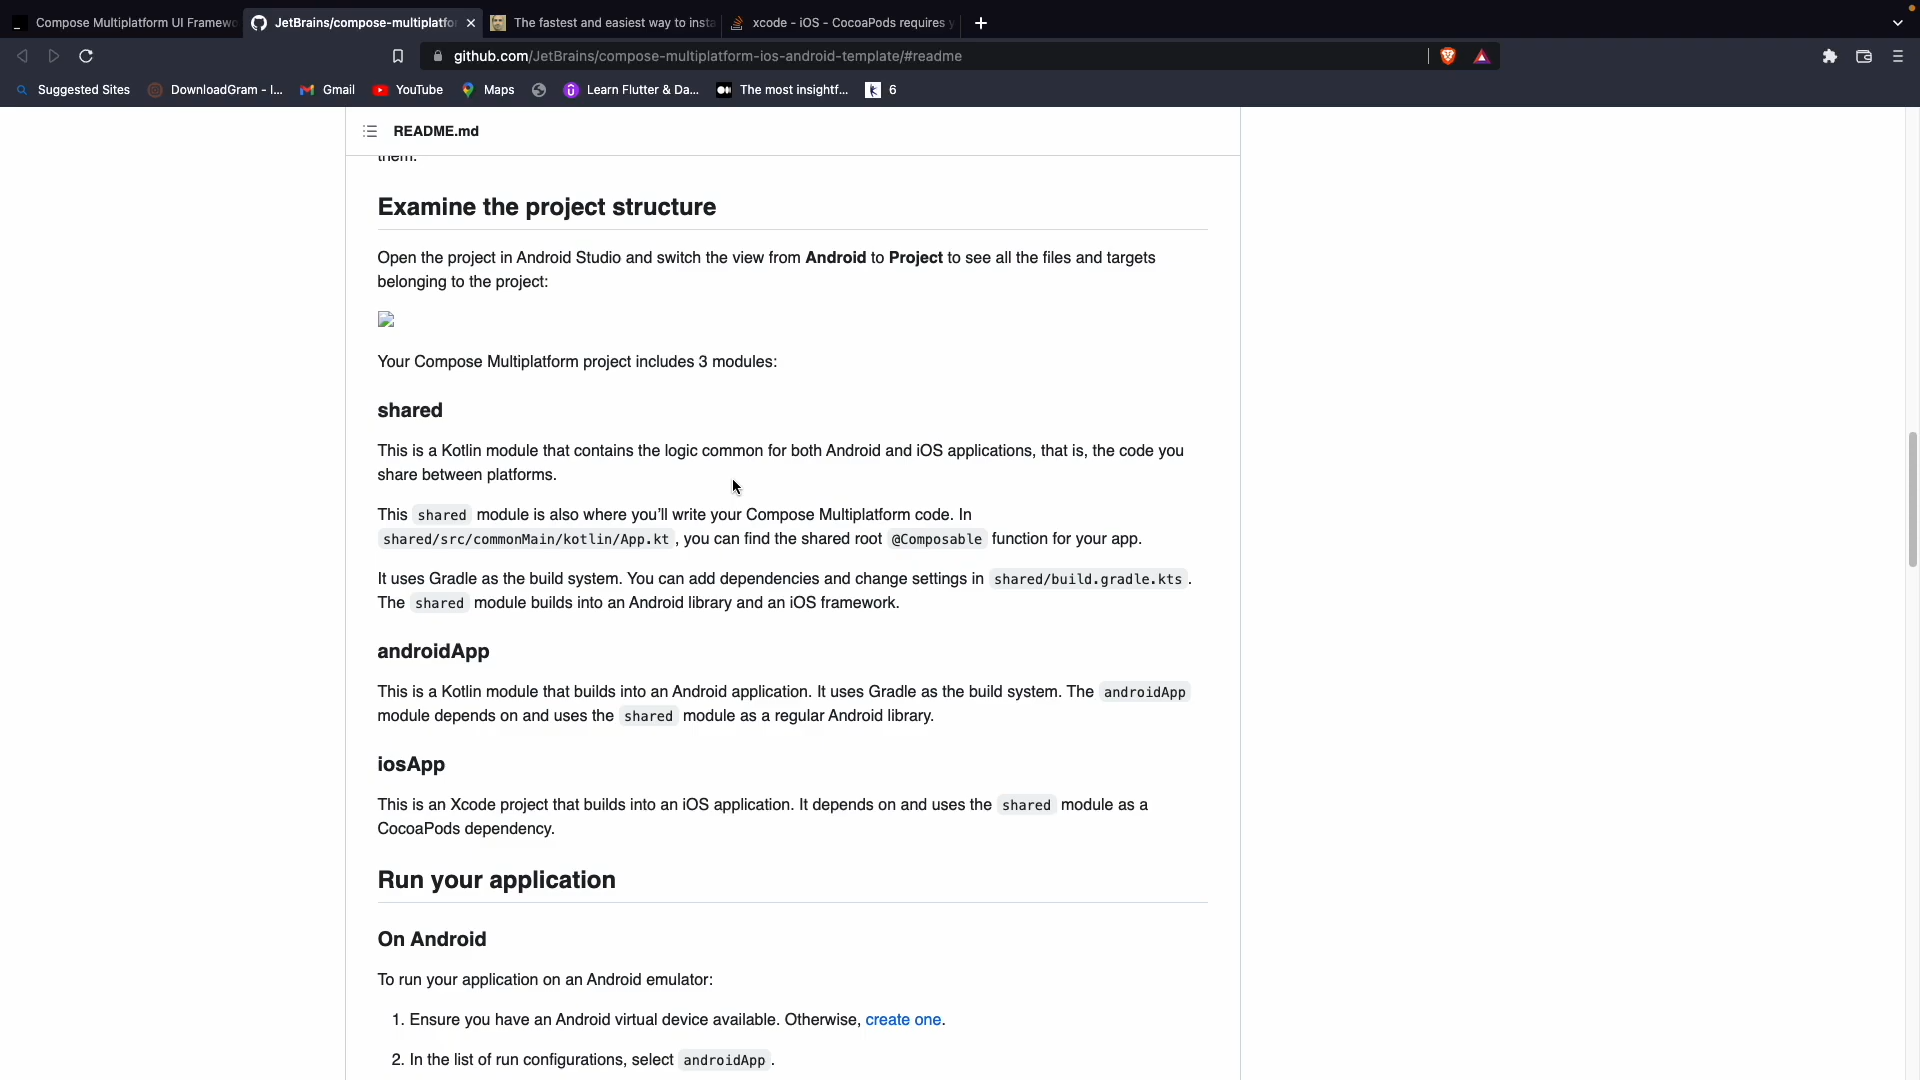 Compose Multiplatform UI Framewo
JetBrains/compose-multiplatfor
The fastest and easiest way to insta
xcode - iOS - CocoaPods requires y
github.com/JetBrains/compose-multiplatform-ios-android-template/#readme
Suggested Sites
DownloadGram - I...
Gmail
YouTube
Maps
Learn Flutter & Da...
The most insightf...
6
README.md
them.
Examine the project structure
Open the project in Android Studio and switch the view from Android to Project to see all the files and targets
belonging to the project:
Your Compose Multiplatform project includes 3 modules:
shared
This is a Kotlin module that contains the logic common for both Android and iOS applications, that is, the code you
share between platforms.
This shared module is also where you'll write your Compose Multiplatform code. In
shared/src/commonMain/kotlin/App.kt , you can find the shared root @Composable function for your app.
It uses Gradle as the build system. You can add dependencies and change settings in shared/build.gradle.kts .
The shared module builds into an Android library and an iOS framework.
androidApp
This is a Kotlin module that builds into an Android application. It uses Gradle as the build system. The androidApp
module depends on and uses the shared module as a regular Android library.
iosApp
This is an Xcode project that builds into an iOS application. It depends on and uses the shared module as a
CocoaPods dependency.
Run your application
On Android
To run your application on an Android emulator:
1. Ensure you have an Android virtual device available. Otherwise, create one.
2. In the list of run configurations, select androidApp .